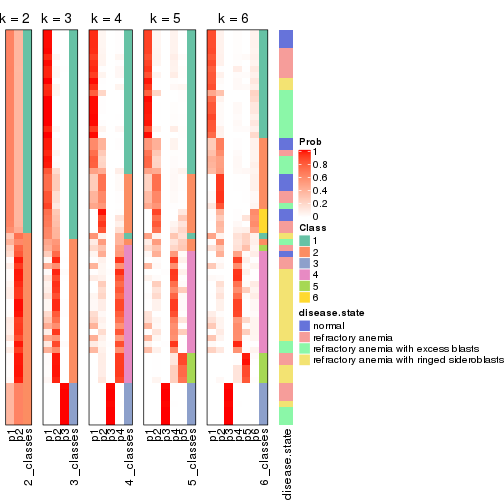 k = 2
k = 3
k = 4
k = 5
k = 6
Prob
1
0.8
0.6
0.4
0.2
0
Class
1
2
3
4
5
6
disease.state
normal
refractory anemia
refractory anemia with excess blasts
refractory anemia with ringed sideroblasts
p1
p2
2_classes
p1
p2
p3
3_classes
p1
p2
p3
p4
4_classes
p1
p2
p3
p4
p5
5_classes
p1
p2
p3
p4
p5
p6
6_classes
disease.state